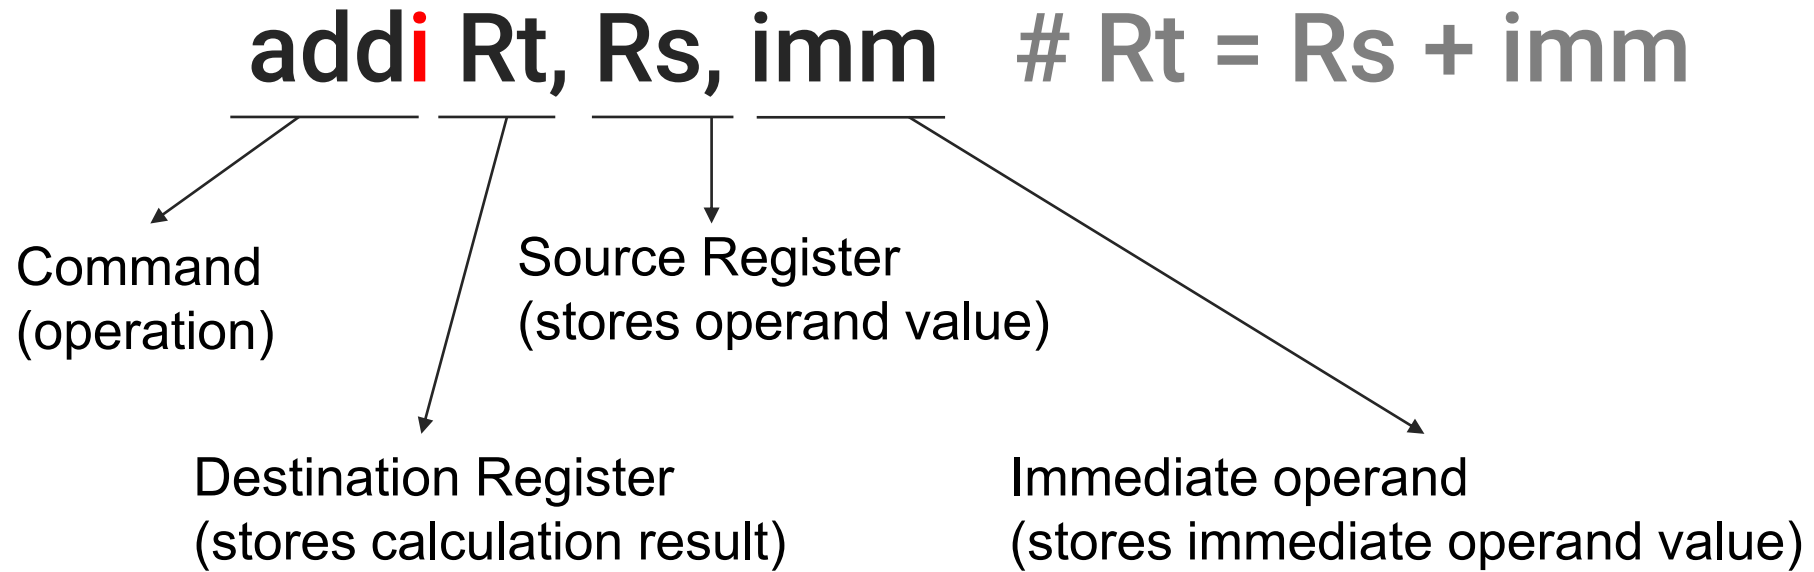 addi Rt, Rs, imm # Rt = Rs + imm
Command
(operation)
Source Register
(stores operand value)
Destination Register
(stores calculation result)
Immediate operand
(stores immediate operand value)